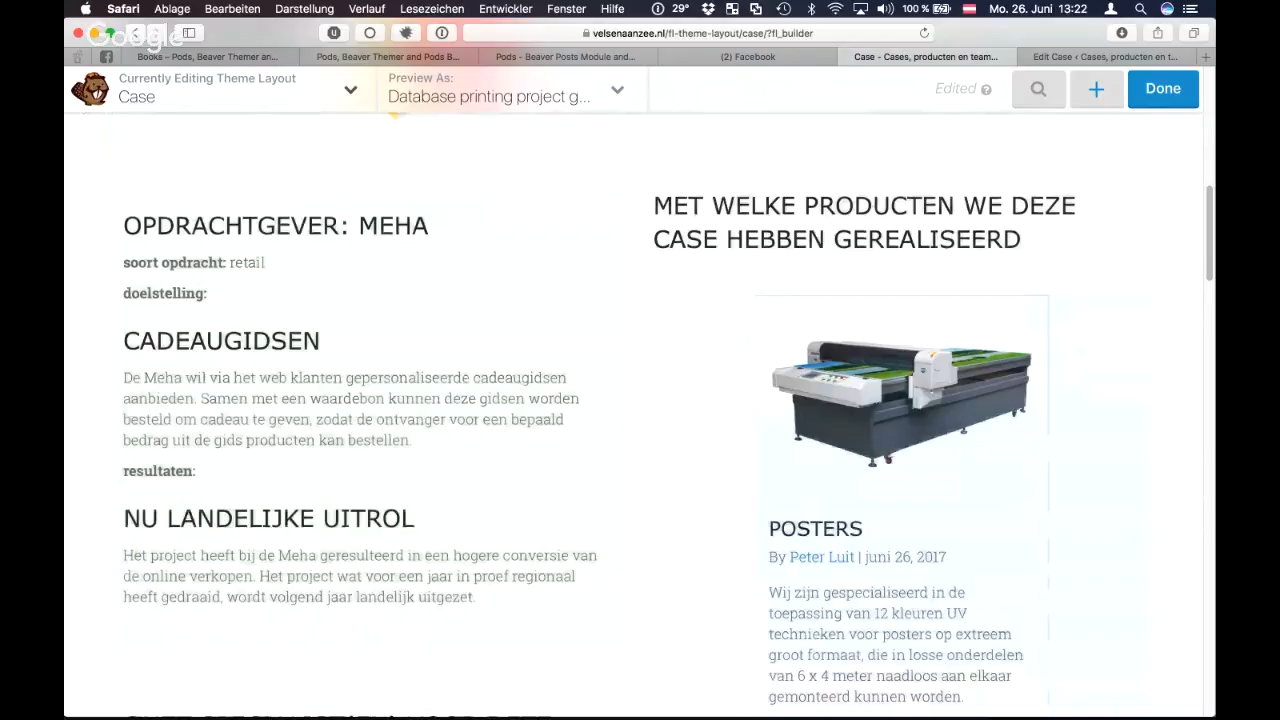 Safari Ablage Bearbeiten Darstellung Verlauf Lesezeichen Entwickler Fenster Hilfe 29° 100 % Mo. 26. Juni 13:22
Google
velsenaanzee.nl/fl-theme-layout/case/?fl_builder
Books – Pods, Beaver Themer an... Pods, Beaver Themer and Pods B... Pods - Beaver Posts Module and... (2) Facebook Case - Cases, producten en team... Edit Case ‹ Cases, producten en t...
Currently Editing Theme Layout
Case
Preview As:
Database printing project g...
Edited ?
+
Done
OPDRACHTGEVER: MEHA
soort opdracht: retail
doelstelling:
CADEAUGIDSEN
De Meha wil via het web klanten gepersonaliseerde cadeaugidsen
aanbieden. Samen met een waardebon kunnen deze gidsen worden
besteld om cadeau te geven, zodat de ontvanger voor een bepaald
bedrag uit de gids producten kan bestellen.
resultaten:
NU LANDELIJKE UITROL
Het project heeft bij de Meha geresulteerd in een hogere conversie van
de online verkopen. Het project wat voor een jaar in proef regionaal
heeft gedraaid, wordt volgend jaar landelijk uitgezet.
MET WELKE PRODUCTEN WE DEZE
CASE HEBBEN GEREALISEERD
POSTERS
By Peter Luit | juni 26, 2017
Wij zijn gespecialiseerd in de
toepassing van 12 kleuren UV
technieken voor posters op extreem
groot formaat, die in losse onderdelen
van 6 x 4 meter naadloos aan elkaar
gemonteerd kunnen worden.